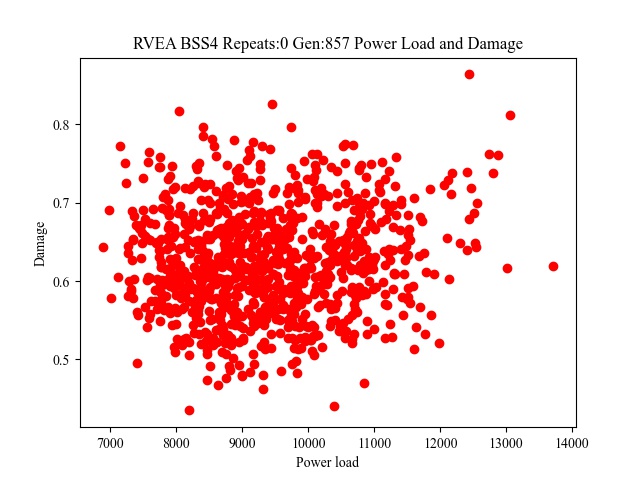 RVEA BSS4 Repeats:0 Gen:857 Power Load and Damage
0.8
0.7
0.6
0.5
Damage
7000 8000 9000 10000 11000 12000 13000 14000
Power load